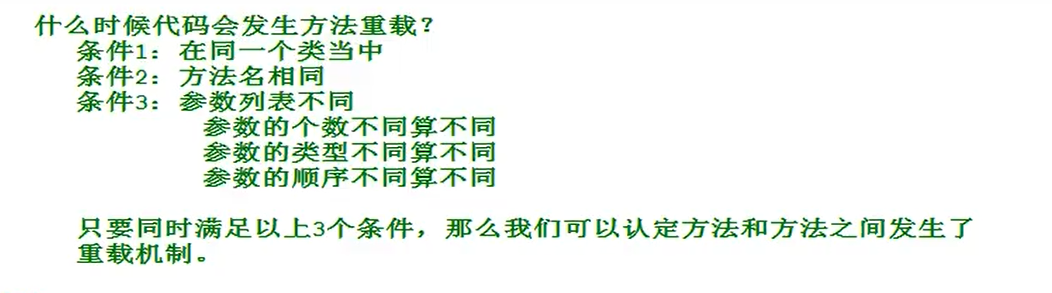 什么时候代码会发生方法重载？
条件1：在同一个类当中
条件2：方法名相同
条件3：参数列表不同
参数的个数不同算不同
参数的类型不同算不同
参数的顺序不同算不同
只要同时满足以上3个条件，那么我们可以认定方法和方法之间发生了
重载机制。